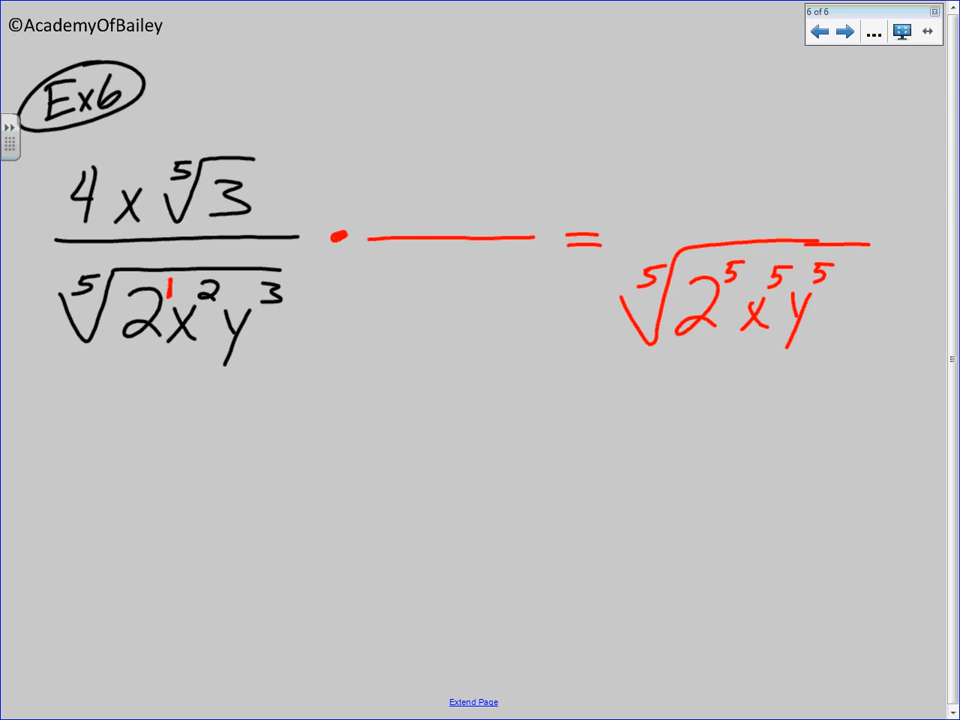 ©AcademyOfBailey
6 of 6
...
Ex6
4x ⁵√3
⁵√2¹x²y³
· =
⁵√2⁵x⁵y⁵
Extend Page